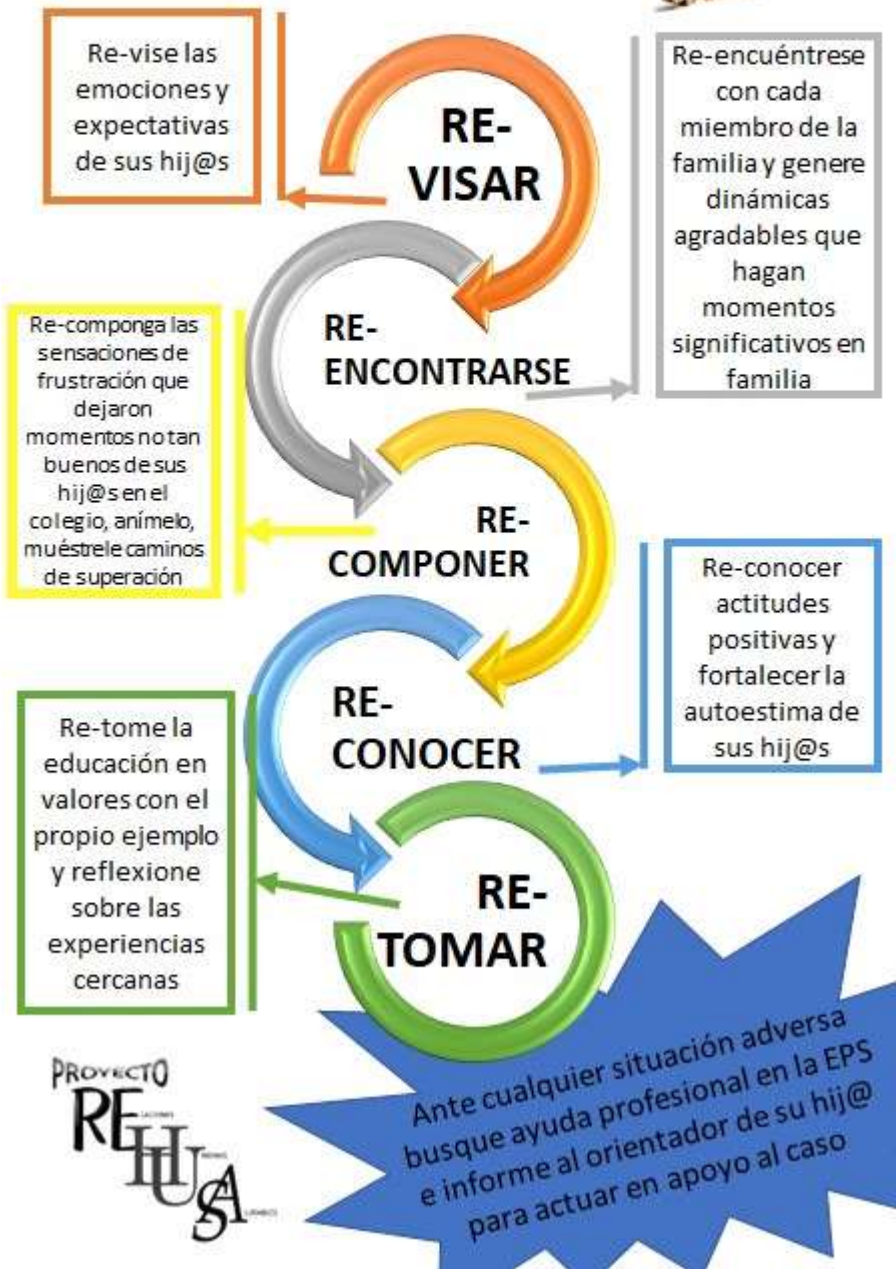 Re-vise las
emociones y
expectativas
de sus hij@s
RE-
VISAR
Re-encuéntrese
con cada
miembro de la
familia y genere
dinámicas
agradables que
hagan
momentos
significativos en
familia
RE-
ENCONTRARSE
Re-componga las
sensaciones de
frustración que
dejaron
momentos no tan
buenos de sus
hij@s en el
colegio, anímelo,
muéstrele caminos
de superación
RE-
COMPONER
RE-
CONOCER
Re-conocer
actitudes
positivas y
fortalecer la
autoestima de
sus hij@s
Re-tome la
educación en
valores con el
propio ejemplo
y reflexione
sobre las
experiencias
cercanas
RE-
TOMAR
PROYECTO
RE
HU
SA
Ante cualquier situación adversa
busque ayuda profesional en la EPS
e informe al orientador de su hij@
para actuar en apoyo al caso